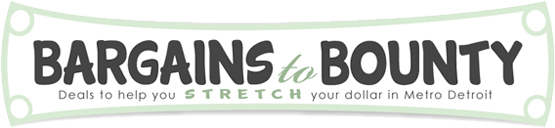 BARGAINS to BOUNTY
Deals to help you STRETCH your dollar in Metro Detroit